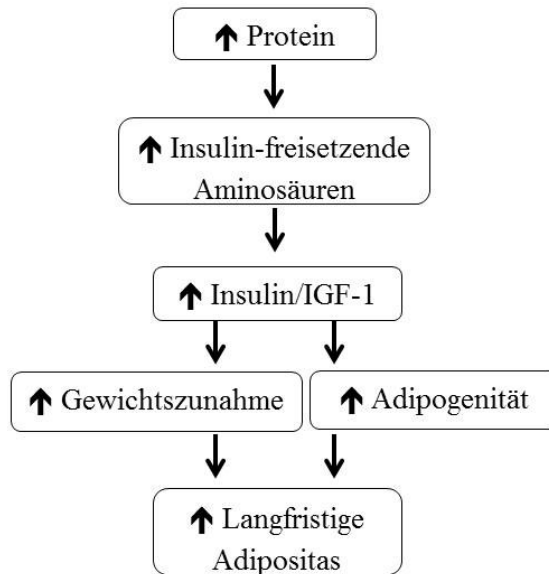 ↑ Protein
↑ Insulin-freisetzende
Aminosäuren
↑ Insulin/IGF-1
↑ Gewichtszunahme
↑ Adipogenität
↑ Langfristige
Adipositas